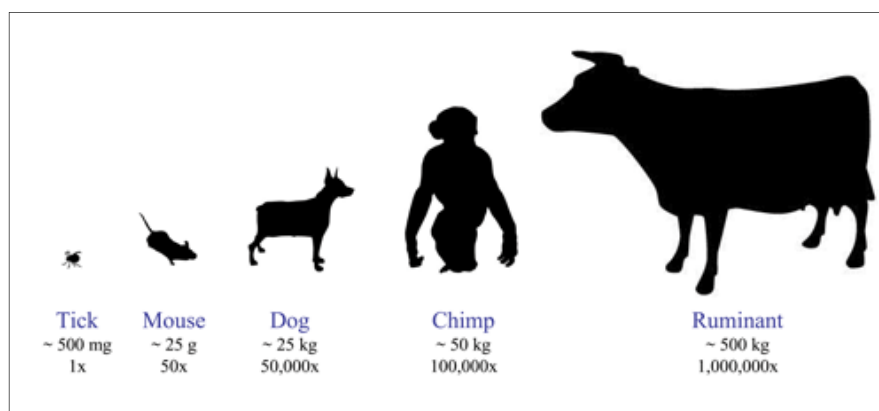 Tick Mouse Dog Chimp Ruminant
~ 500 mg ~ 25 g ~ 25 kg ~ 50 kg ~ 500 kg
1x 50x 50,000x 100,000x 1,000,000x